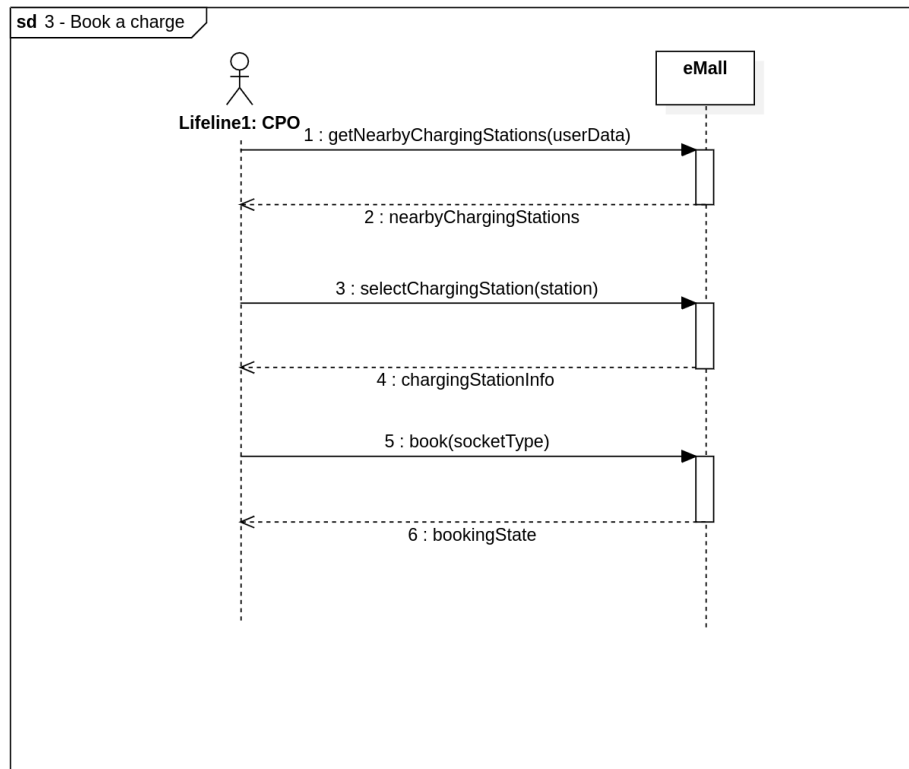 sd 3 - Book a charge
eMall
Lifeline1: CPO
1 : getNearbyChargingStations(userData)
2 : nearbyChargingStations
3 : selectChargingStation(station)
4 : chargingStationInfo
5 : book(socketType)
6 : bookingState